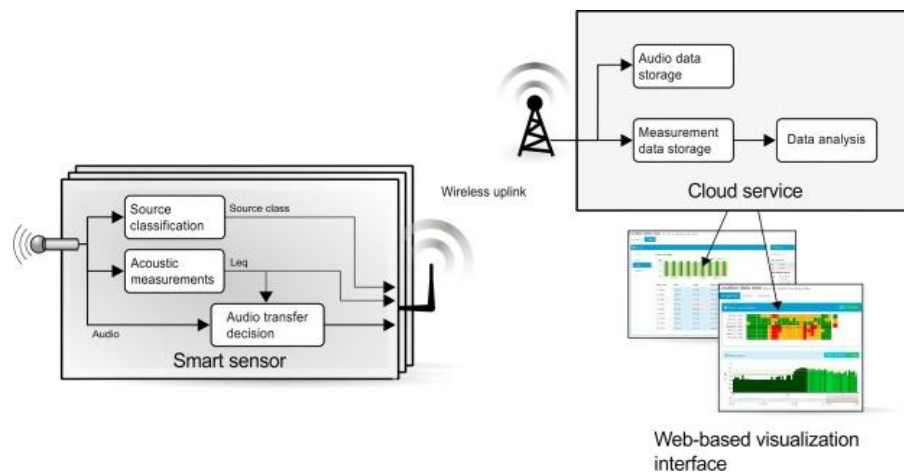 Audio data
storage
Measurement
data storage
Data analysis
Cloud service
Wireless uplink
Source
classification
Source class
Acoustic
measurements
Leq
Audio transfer
decision
Audio
Smart sensor
Web-based visualization
interface